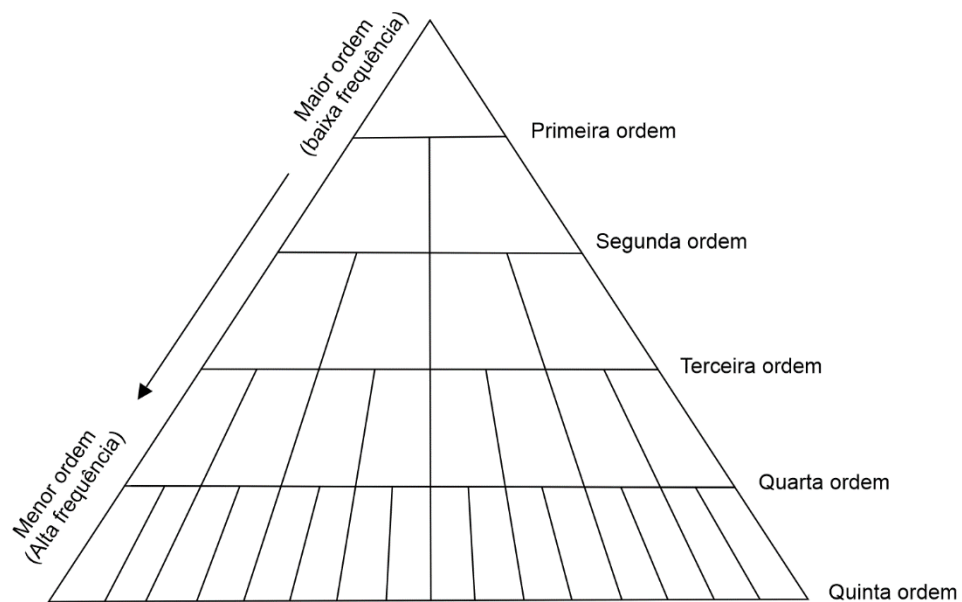 Maior ordem
(baixa frequência)
Primeira ordem
Segunda ordem
Terceira ordem
Quarta ordem
Menor ordem
(Alta frequência)
Quinta ordem